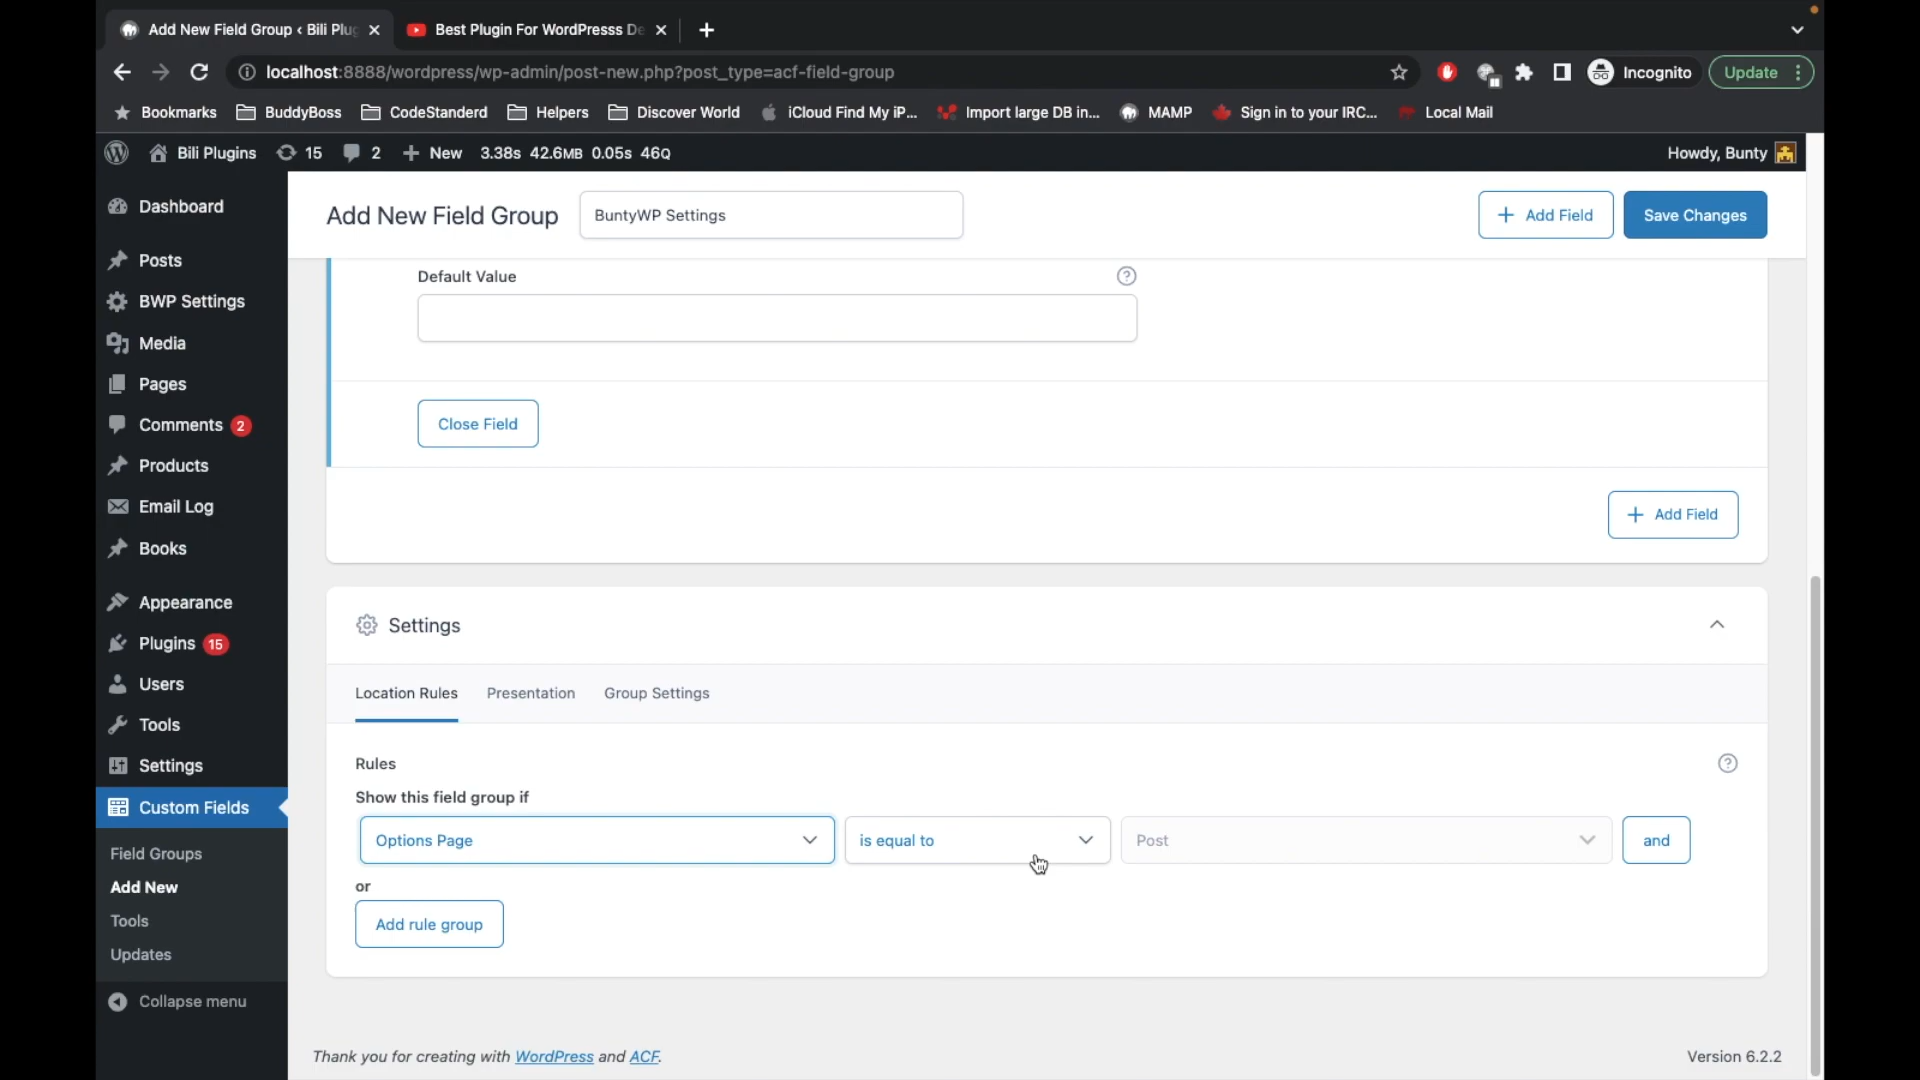 Add New Field Group ‹ Bili Plug
Best Plugin For WordPresss De
localhost:8888/wordpress/wp-admin/post-new.php?post_type=acf-field-group
Incognito
Update
Bookmarks
BuddyBoss
CodeStanderd
Helpers
Discover World
iCloud Find My iP...
Import large DB in...
MAMP
Sign in to your IRC...
Local Mail
Bili Plugins
15
2
New
3.38s 42.6MB 0.05s 46Q
Howdy, Bunty
Dashboard
Posts
BWP Settings
Media
Pages
Comments 2
Products
Email Log
Books
Appearance
Plugins 15
Users
Tools
Settings
Custom Fields
Field Groups
Add New
Tools
Updates
Collapse menu
Add New Field Group
BuntyWP Settings
+ Add Field
Save Changes
Default Value
Close Field
+ Add Field
Settings
Location Rules
Presentation
Group Settings
Rules
Show this field group if
Options Page
is equal to
Post
and
or
Add rule group
Thank you for creating with WordPress and ACF.
Version 6.2.2